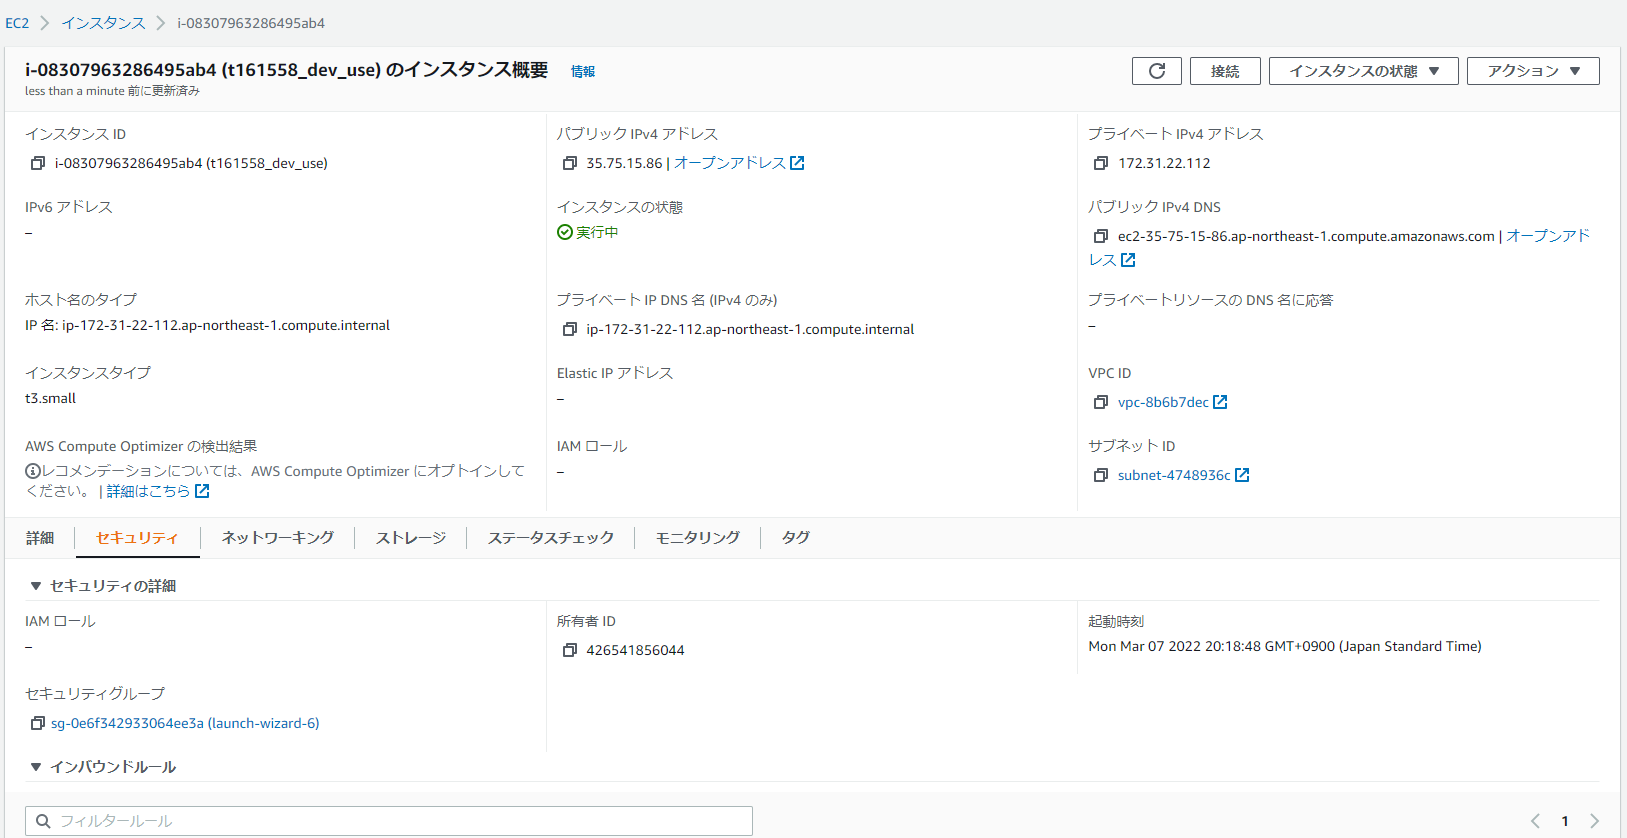 EC2 > インスタンス > i-08307963286495ab4
i-08307963286495ab4 (t161558_dev_use) のインスタンス概要 情報
less than a minute 前に更新済み
接続 インスタンスの状態 ▼ アクション ▼
インスタンス ID
i-08307963286495ab4 (t161558_dev_use)
パブリック IPv4 アドレス
35.75.15.86 | オープンアドレス
プライベート IPv4 アドレス
172.31.22.112
IPv6 アドレス
–
インスタンスの状態
実行中
パブリック IPv4 DNS
ec2-35-75-15-86.ap-northeast-1.compute.amazonaws.com | オープンアド
レス
ホスト名のタイプ
IP 名: ip-172-31-22-112.ap-northeast-1.compute.internal
プライベート IP DNS 名 (IPv4 のみ)
ip-172-31-22-112.ap-northeast-1.compute.internal
プライベートリソースの DNS 名に応答
–
インスタンスタイプ
t3.small
Elastic IP アドレス
–
VPC ID
vpc-8b6b7dec
AWS Compute Optimizer の検出結果
レコメンデーションについては、AWS Compute Optimizer にオプトインして
ください。 | 詳細はこちら
IAM ロール
–
サブネット ID
subnet-4748936c
詳細 セキュリティ ネットワーキング ストレージ ステータスチェック モニタリング タグ
▼ セキュリティの詳細
IAM ロール
–
所有者 ID
426541856044
起動時刻
Mon Mar 07 2022 20:18:48 GMT+0900 (Japan Standard Time)
セキュリティグループ
sg-0e6f342933064ee3a (launch-wizard-6)
▼ インバウンドルール
フィルタールール
< 1 >